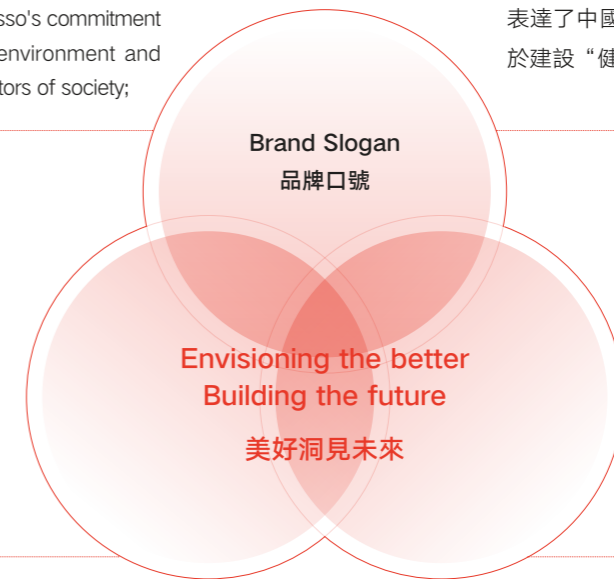 sso's commitment
environment and
tors of society;
表達了中國
於建設“健
Brand Slogan
品牌口號
Envisioning the better
Building the future
美好洞見未來